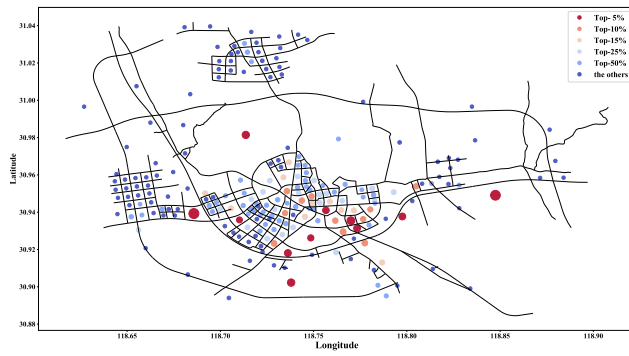 31.04
31.02
31.00
30.98
30.96
30.94
30.92
30.90
30.88
Latitude
118.65
118.70
118.75
118.80
118.85
118.90
Longitude
Top- 5%
Top-10%
Top-15%
Top-25%
Top-50%
the others